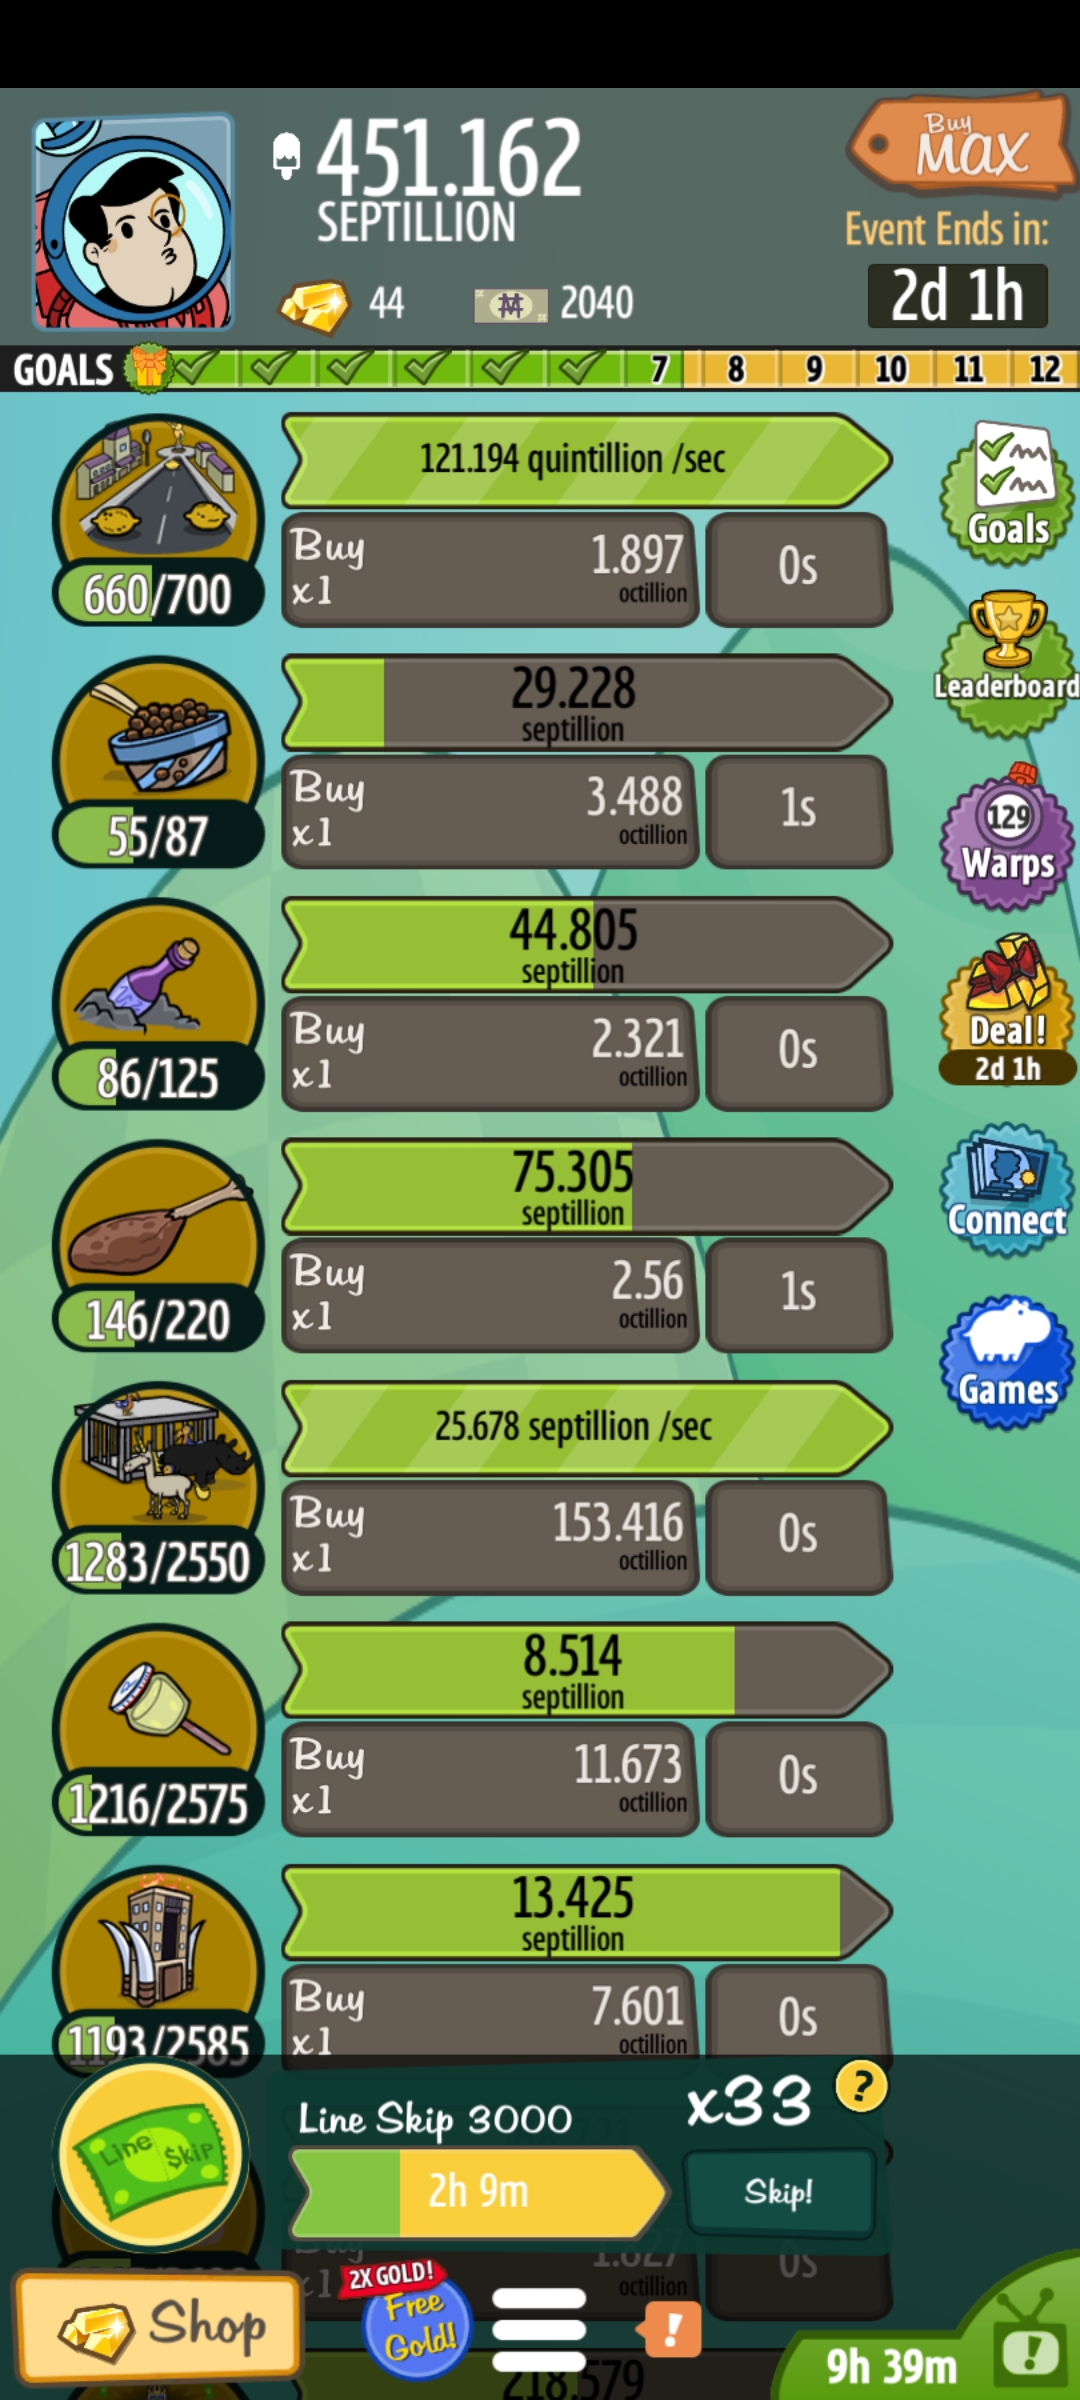 451.162
SEPTILLION
Buy
MAX
Event Ends in:
2d 1h
44
2040
GOALS 7 8 9 10 11 12
121.194 quintillion /sec
Buy
x1
1.897
octillion
0s
660/700
Goals
Leaderboard
29.228
septillion
Buy
x1
3.488
octillion
1s
55/87
129
Warps
44.805
septillion
Buy
x1
2.321
octillion
0s
86/125
Deal!
2d 1h
75.305
septillion
Buy
x1
2.56
octillion
1s
146/220
Connect
Games
25.678 septillion /sec
Buy
x1
153.416
octillion
0s
1283/2550
8.514
septillion
Buy
x1
11.673
octillion
0s
1216/2575
13.425
septillion
Buy
x1
7.601
octillion
0s
1193/2585
Line $kip
Line Skip 3000
x33
?
2h 9m
Skip!
Buy
x1
1.827
octillion
0s
Shop
2X GOLD!
Free
Gold!
!
9h 39m
!
218.579